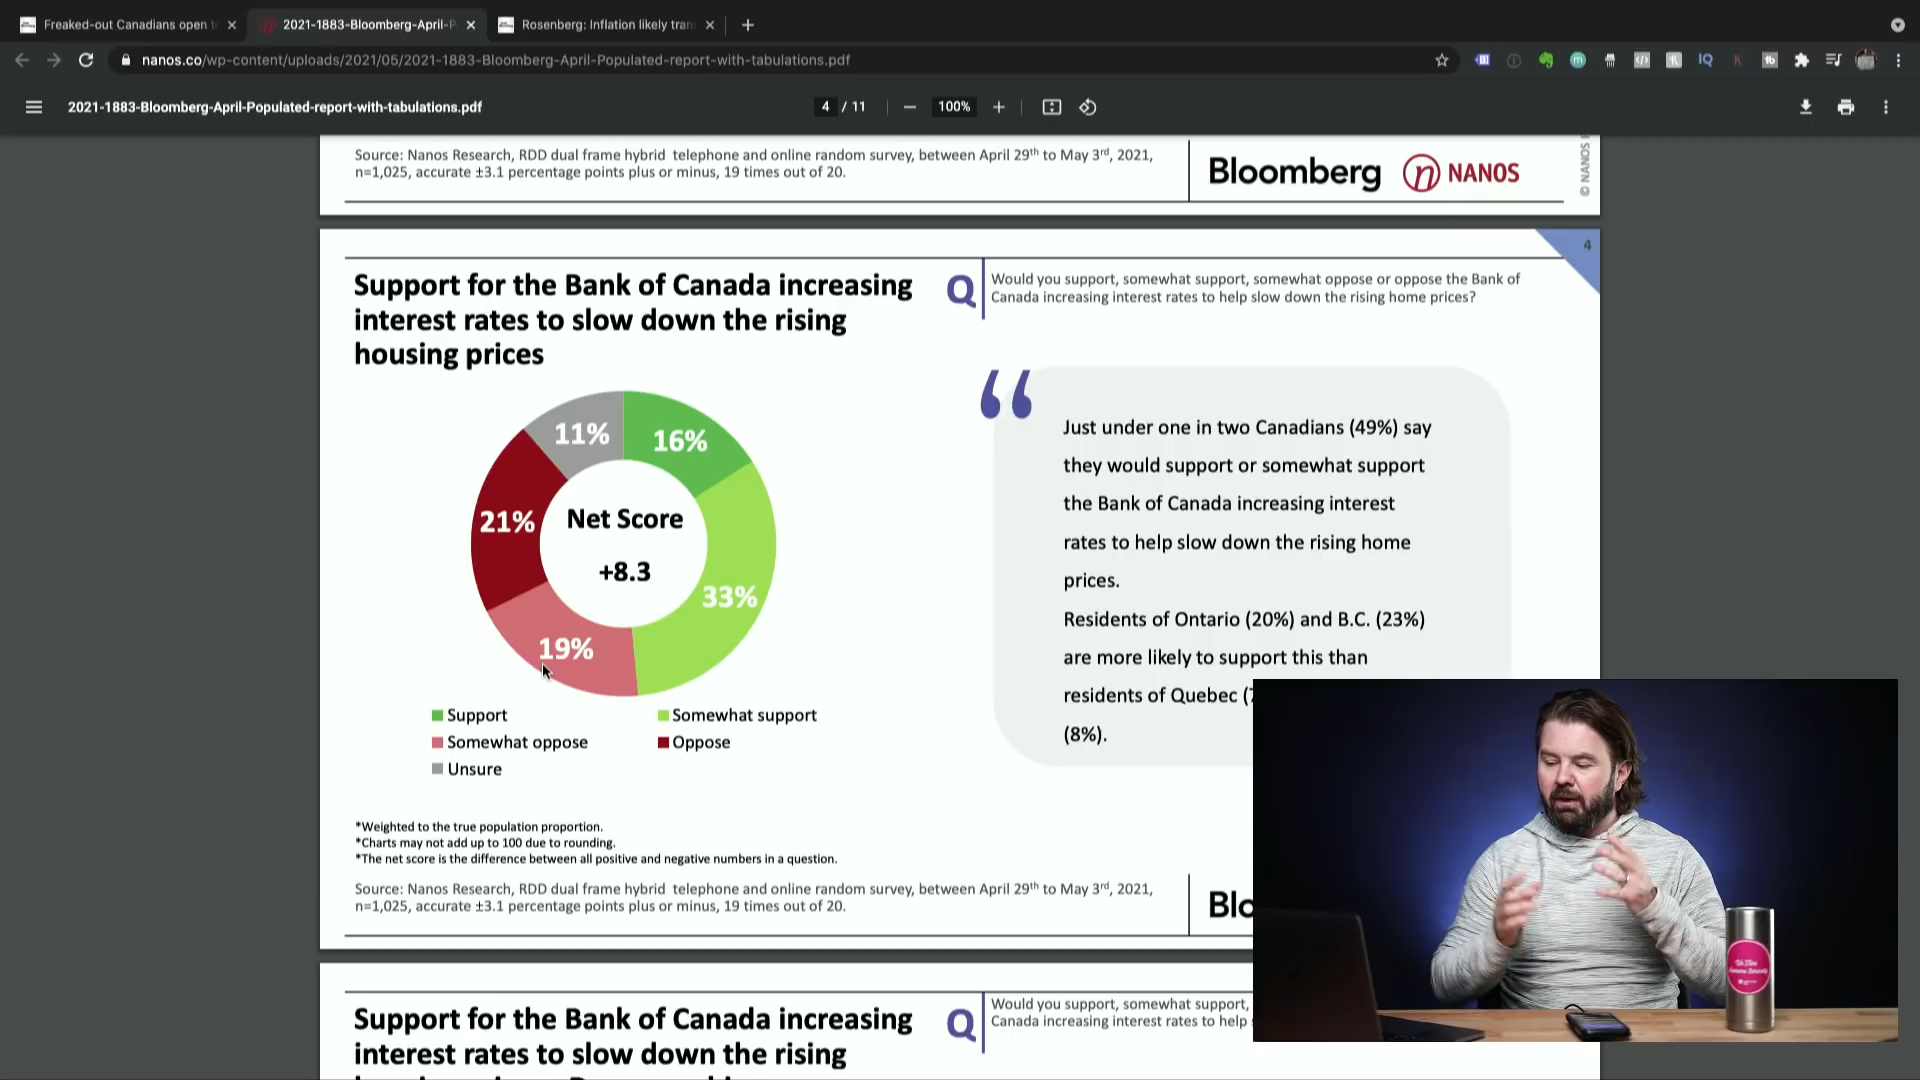 Freaked-out Canadians open
2021-1883-Bloomberg-April-P
Rosenberg: Inflation likely tran
nanos.co/wp-content/uploads/2021/05/2021-1883-Bloomberg-April-Populated-report-with-tabulations.pdf
2021-1883-Bloomberg-April-Populated-report-with-tabulations.pdf
4 / 11
100%
Source: Nanos Research, RDD dual frame hybrid telephone and online random survey, between April 29th to May 3rd, 2021,
n=1,025, accurate ±3.1 percentage points plus or minus, 19 times out of 20.
Bloomberg
NANOS
© NANOS
4
Support for the Bank of Canada increasing
interest rates to slow down the rising
housing prices
Q
Would you support, somewhat support, somewhat oppose or oppose the Bank of
Canada increasing interest rates to help slow down the rising home prices?
11%
16%
21%
33%
19%
Net Score
+8.3
Support
Somewhat support
Somewhat oppose
Oppose
Unsure
“
Just under one in two Canadians (49%) say
they would support or somewhat support
the Bank of Canada increasing interest
rates to help slow down the rising home
prices.
Residents of Ontario (20%) and B.C. (23%)
are more likely to support this than
residents of Quebec (
(8%).
*Weighted to the true population proportion.
*Charts may not add up to 100 due to rounding.
*The net score is the difference between all positive and negative numbers in a question.
Source: Nanos Research, RDD dual frame hybrid telephone and online random survey, between April 29th to May 3rd, 2021,
n=1,025, accurate ±3.1 percentage points plus or minus, 19 times out of 20.
Blo
Support for the Bank of Canada increasing
interest rates to slow down the rising
Q
Would you support, somewhat support,
Canada increasing interest rates to help